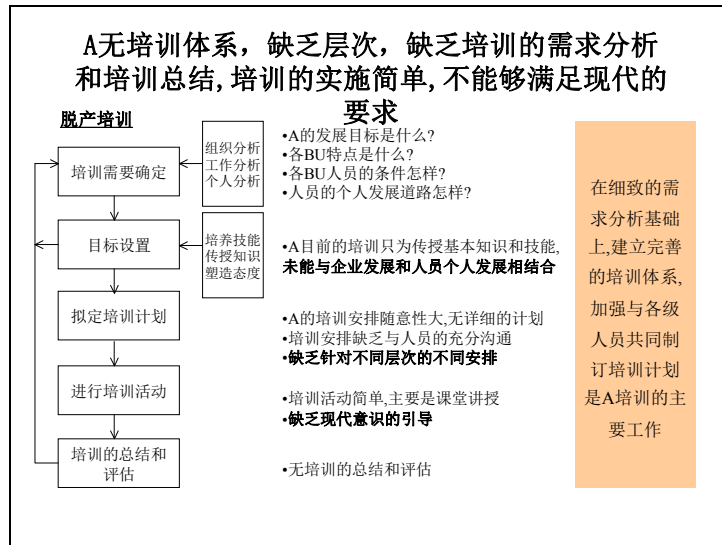 A无培训体系，缺乏层次，缺乏培训的需求分析
和培训总结,培训的实施简单,不能够满足现代的
要求
脱产培训
培训需要确定
组织分析
工作分析
个人分析
•A的发展目标是什么?
•各BU特点是什么?
•各BU人员的条件怎样?
•人员的个人发展道路怎样?
目标设置
培养技能
传授知识
塑造态度
•A目前的培训只为传授基本知识和技能,
未能与企业发展和人员个人发展相结合
拟定培训计划
•A的培训安排随意性大,无详细的计划
•培训安排缺乏与人员的充分沟通
•缺乏针对不同层次的不同安排
进行培训活动
•培训活动简单,主要是课堂讲授
•缺乏现代意识的引导
培训的总结和
评估
•无培训的总结和评估
在细致的需
求分析基础
上,建立完善
的培训体系,
加强与各级
人员共同制
订培训计划
是A培训的主
要工作